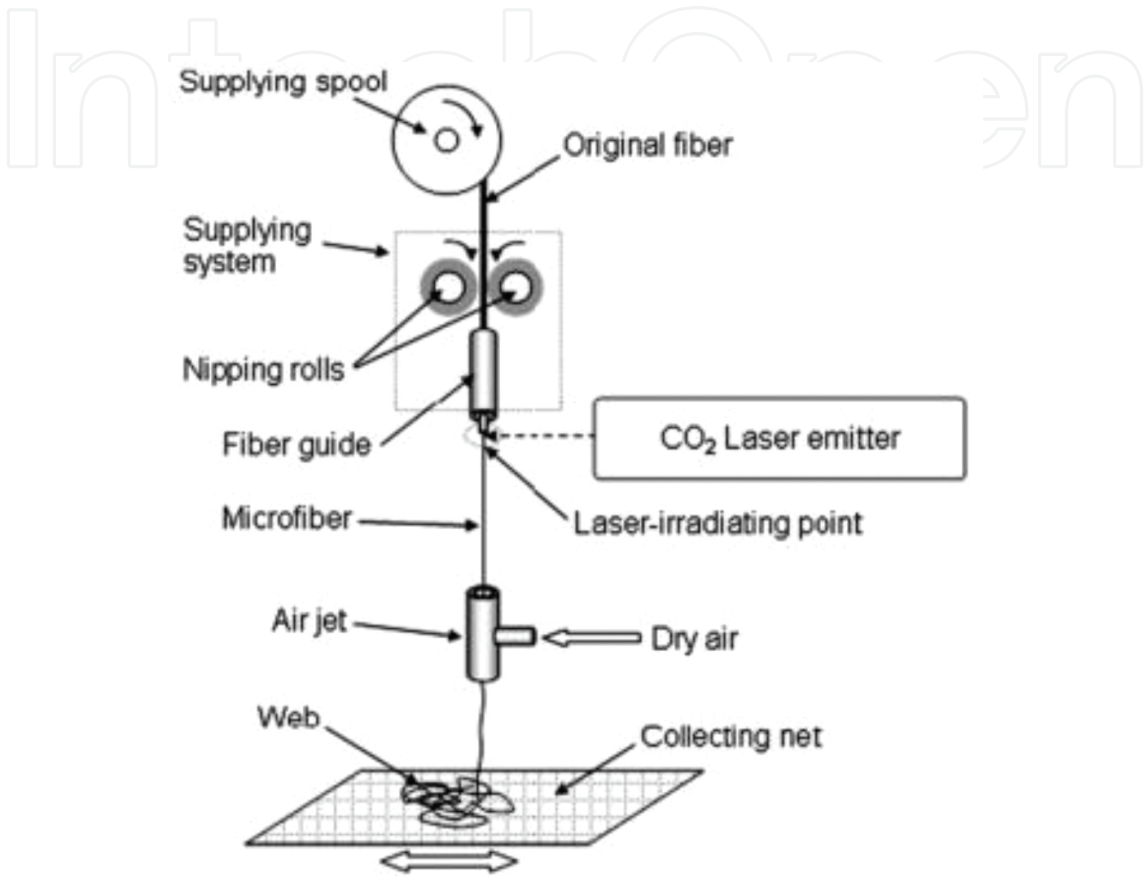 IntechOpen
Supplying spool
Original fiber
Supplying
system
Nipping rolls
Fiber guide
CO₂ Laser emitter
Microfiber
Laser-irradiating point
Air jet
Dry air
Web
Collecting net